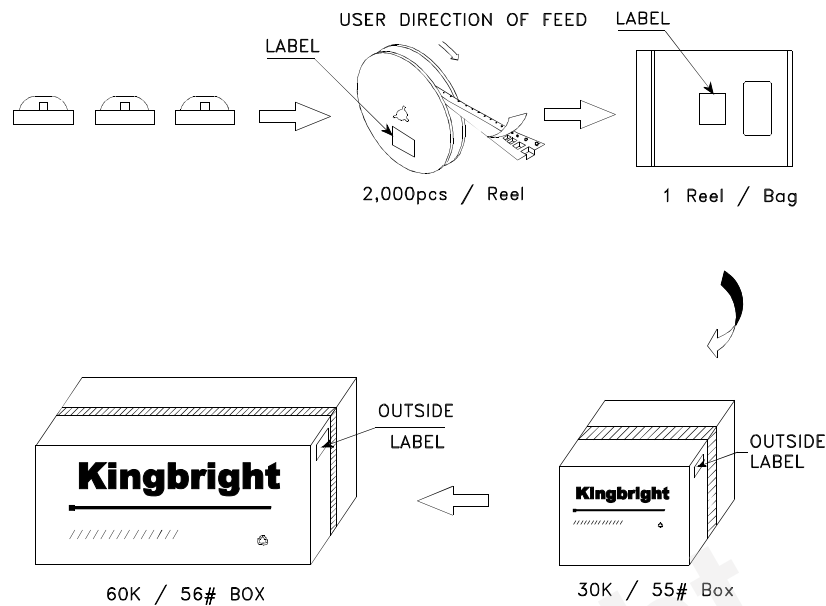 USER DIRECTION OF FEED
LABEL
LABEL
2,000pcs / Reel
1 Reel / Bag
OUTSIDE
LABEL
Kingbright
60K / 56# BOX
OUTSIDE
LABEL
Kingbright
30K / 55# Box